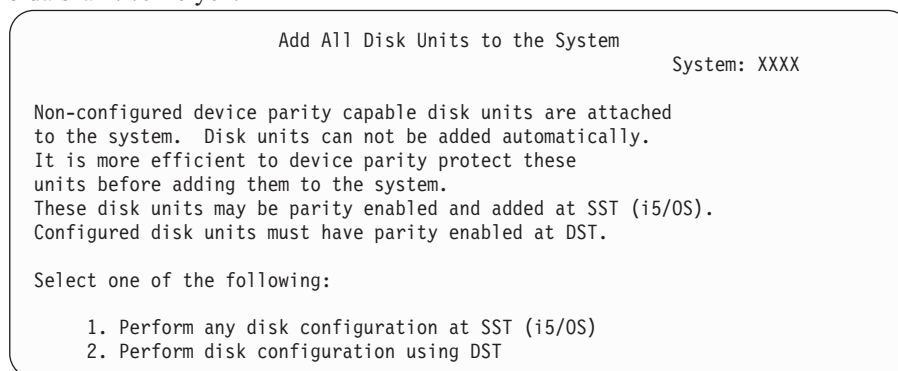 Add All Disk Units to the System
System: XXXX
Non-configured device parity capable disk units are attached
to the system. Disk units can not be added automatically.
It is more efficient to device parity protect these
units before adding them to the system.
These disk units may be parity enabled and added at SST (i5/OS).
Configured disk units must have parity enabled at DST.
Select one of the following:
1. Perform any disk configuration at SST (i5/OS)
2. Perform disk configuration using DST